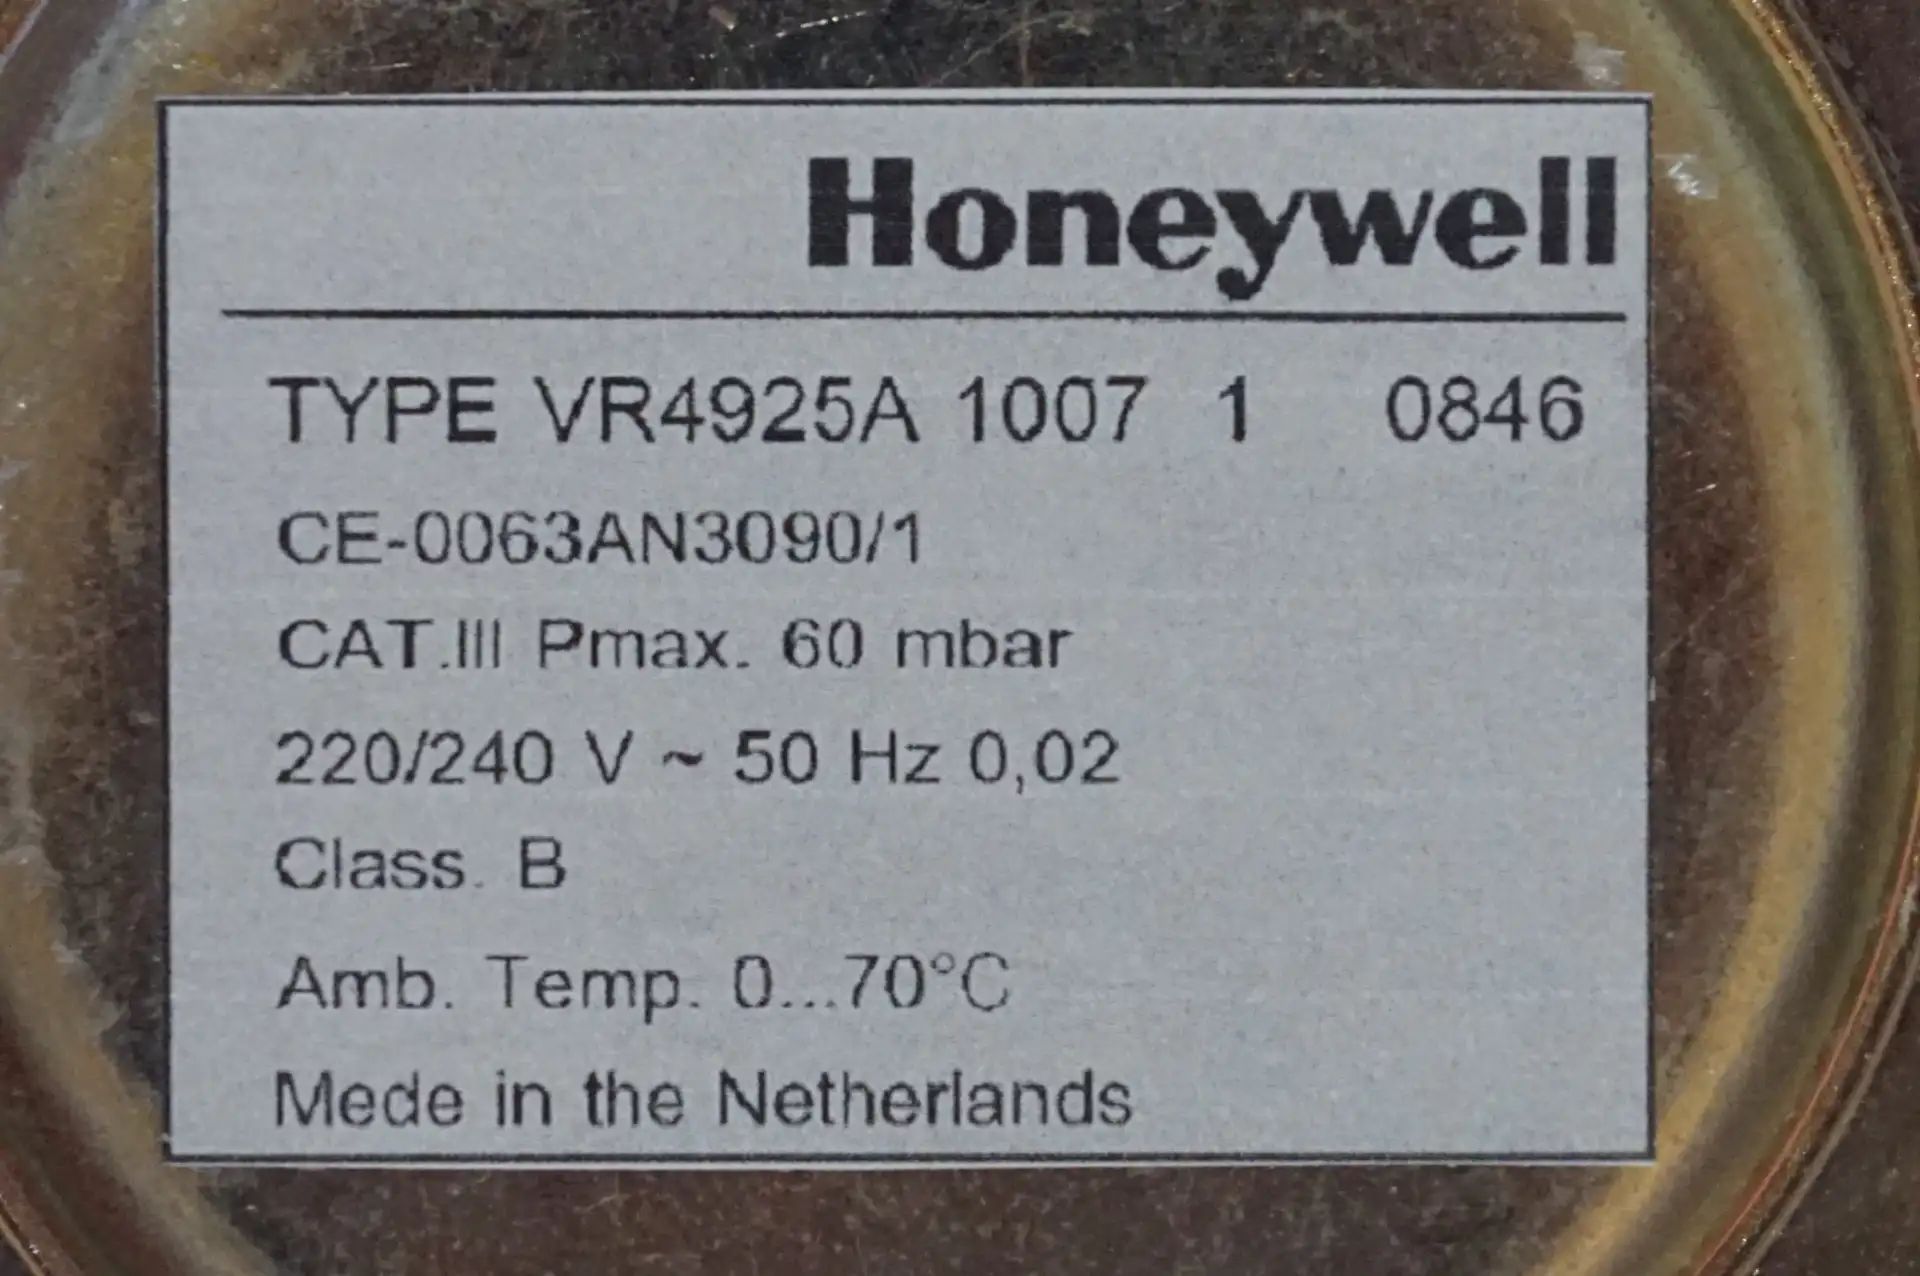 Honeywell
TYPE VR4925A 1007 1 0846
CE-0063AN3090/1
CAT.III Pmax. 60 mbar
220/240 V ~ 50 Hz 0,02
Class. B
Amb. Temp. 0...70°C
Mede in the Netherlands